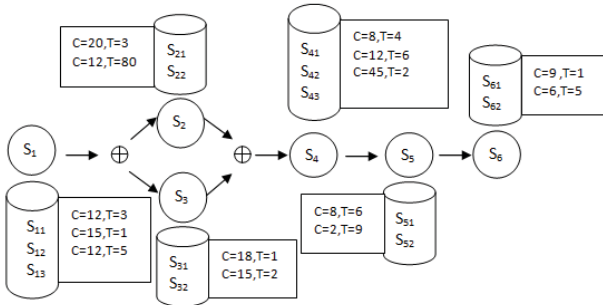 C=20,T=3
C=12,T=80
S21
S22
S41
S42
S43
C=8,T=4
C=12,T=6
C=45,T=2
S61
S62
C=9,T=1
C=6,T=5
S1
S2
S3
S4
S5
S6
S11
S12
S13
C=12,T=3
C=15,T=1
C=12,T=5
S31
S32
C=18,T=1
C=15,T=2
C=8,T=6
C=2,T=9
S51
S52